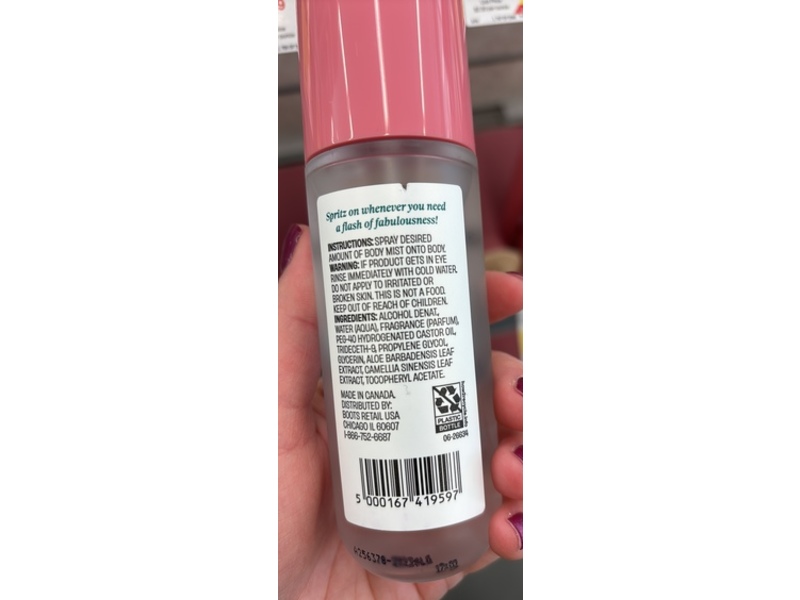 Spritz on whenever you need
a flash of fabulousness!
INSTRUCTIONS: SPRAY DESIRED
AMOUNT OF BODY MIST ONTO BODY.
WARNING: IF PRODUCT GETS IN EYE
RINSE IMMEDIATELY WITH COLD WATER.
DO NOT APPLY TO IRRITATED OR
BROKEN SKIN. THIS IS NOT A FOOD.
KEEP OUT OF REACH OF CHILDREN.
INGREDIENTS: ALCOHOL DENAT.,
WATER (AQUA), FRAGRANCE (PARFUM),
PEG-40 HYDROGENATED CASTOR OIL,
TRIDECETH-9, PROPYLENE GLYCOL,
GLYCERIN, ALOE BARBADENSIS LEAF
EXTRACT, CAMELLIA SINENSIS LEAF
EXTRACT, TOCOPHERYL ACETATE.
MADE IN CANADA.
DISTRIBUTED BY:
BOOTS RETAIL USA
CHICAGO IL 60607
1-866-752-6687
PLASTIC
BOTTLE
06-26634
5 000167 419597